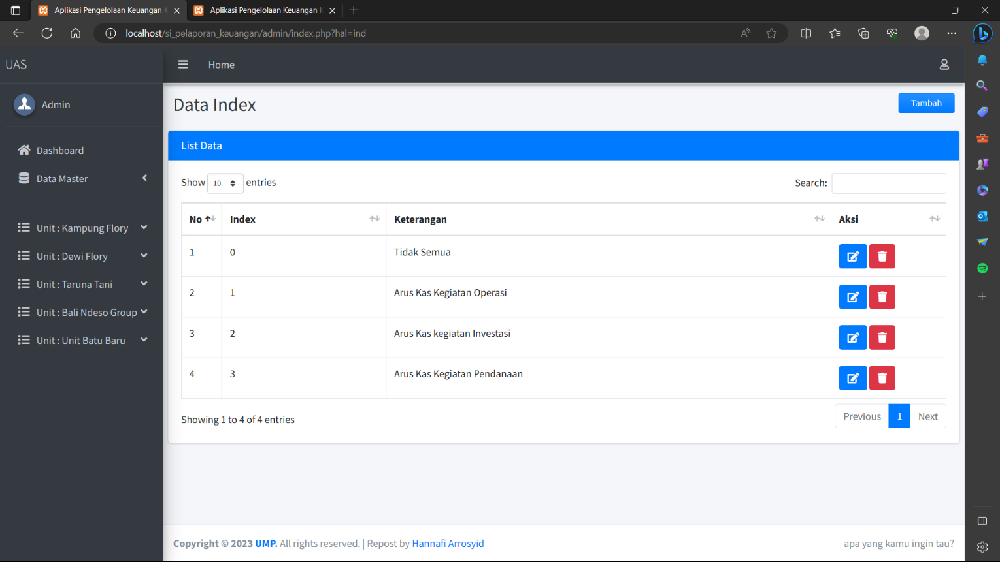 Aplikasi Pengelolaan Keuangan K
Aplikasi Pengelolaan Keuangan K
localhost/si_pelaporan_keuangan/admin/index.php?hal=ind
UAS
Home
Admin
Dashboard
Data Master
Unit : Kampung Flory
Unit : Dewi Flory
Unit : Taruna Tani
Unit : Bali Ndeso Group
Unit : Unit Batu Baru
Data Index
Tambah
List Data
Show 10 entries
Search:
No Index Keterangan Aksi
1 0 Tidak Semua
2 1 Arus Kas Kegiatan Operasi
3 2 Arus Kas kegiatan Investasi
4 3 Arus Kas Kegiatan Pendanaan
Showing 1 to 4 of 4 entries
Previous 1 Next
Copyright © 2023 UMP. All rights reserved. | Repost by Hannafi Arrosyid
apa yang kamu ingin tau?